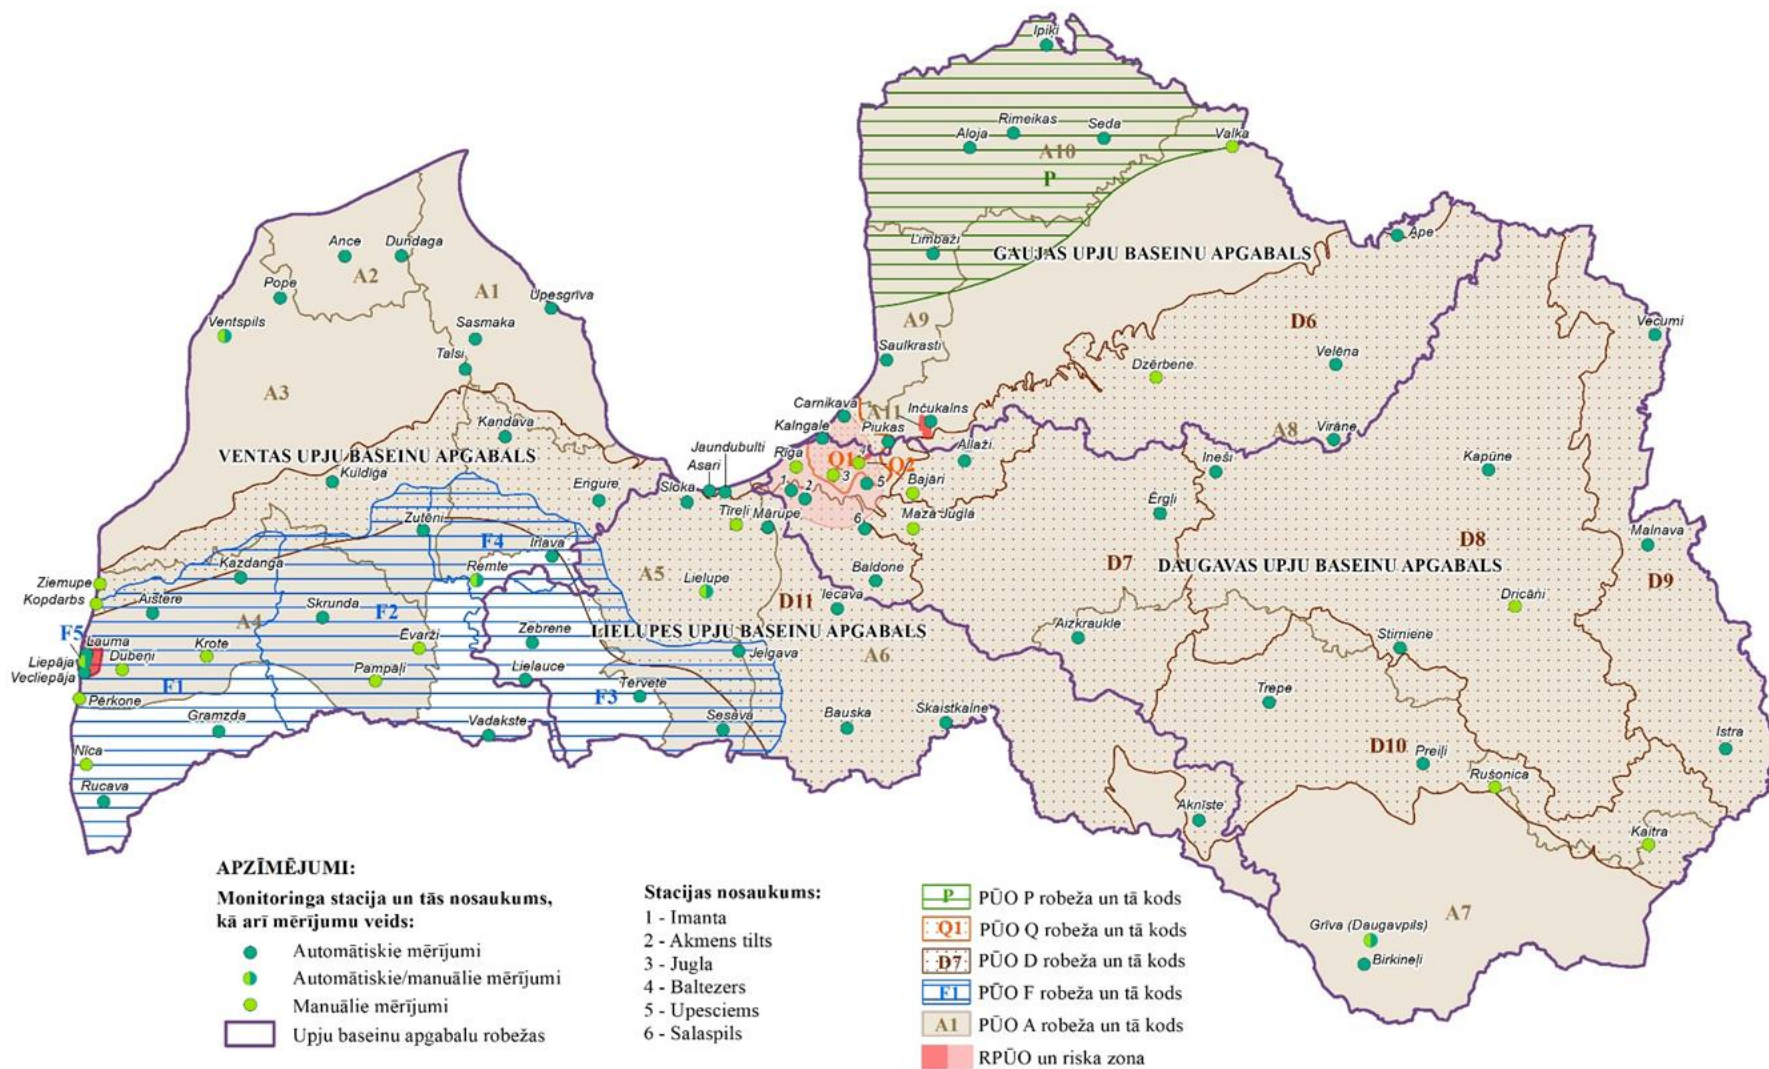 Ipiķi
Rimeikas
Seda
Aloja
Valka
A10
P
Limbaži
Ape
GAUJAS UPJU BASEINU APGABALS
Ance
Dundaga
A2
A1
Pope
Upesgrīva
Ventspils
Sasmaka
Talsi
A3
A9
Saulkrasti
D6
Vecumi
Velēna
Dzērbene
Carnikava
A11
Inčukalns
Kalngale
Piukas
Allaži
A8
Virāne
Kandava
VENTAS UPJU BASEINU APGABALS
Kuldīga
Jaundubulti
Asari
Rīga
Q1
4
Q2
3
5
Bajāri
Ineši
Kapūne
Engure
Sloka
1
2
Tīreļi
Mārupe
6
Mazā Jugla
Ērgļi
D8
Malnava
Zutēni
F4
Irlava
D7
DAUGAVAS UPJU BASEINU APGABALS
D9
Ziemupe
Kazdanga
Remte
A5
Lielupe
Baldone
Kopdarbs
Aistere
Skrunda
F2
D11
Iecava
Dricāni
A4
F5
Lauma
Krote
Ēvarži
Zebrene
LIELUPES UPJU BASEINU APGABALS
Aizkraukle
Stirniene
Liepāja
Dubeņi
Jelgava
A6
Vecliepāja
Pampāļi
Lielauce
Pērkone
F1
Tērvete
F3
Trepe
Gramzda
Vadakste
Sesava
Bauska
Skaistkalne
D10
Istra
Nīca
Preiļi
Rušonica
Rucava
Aknīste
Kaitra
A7
Grīva (Daugavpils)
Birkineļi
APZĪMĒJUMI:
Monitoringa stacija un tās nosaukums,
kā arī mērījumu veids:
Automātiskie mērījumi
Automātiskie/manuālie mērījumi
Manuālie mērījumi
Upju baseinu apgabalu robežas
Stacijas nosaukums:
1 - Imanta
2 - Akmens tilts
3 - Jugla
4 - Baltezers
5 - Upesciems
6 - Salaspils
P PŪO P robeža un tā kods
Q1 PŪO Q robeža un tā kods
D7 PŪO D robeža un tā kods
F1 PŪO F robeža un tā kods
A1 PŪO A robeža un tā kods
RPŪO un riska zona